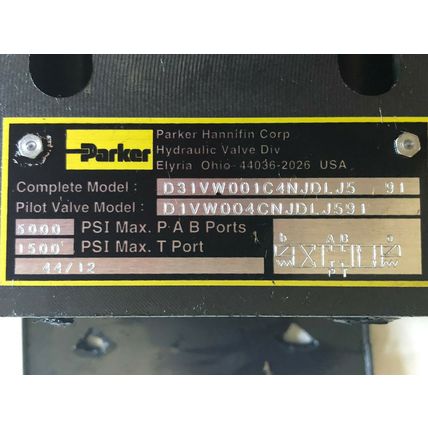 Parker
Parker Hannifin Corp
Hydraulic Valve Div
Elyria Ohio 44036-2026 USA
Complete Model : D31VW001C4NJDLJ5 91
Pilot Valve Model : D1VW004CNJDLJ591
5000 PSI Max. P·A·B Ports
1500 PSI Max. T Port
44/12
b A B a
P T